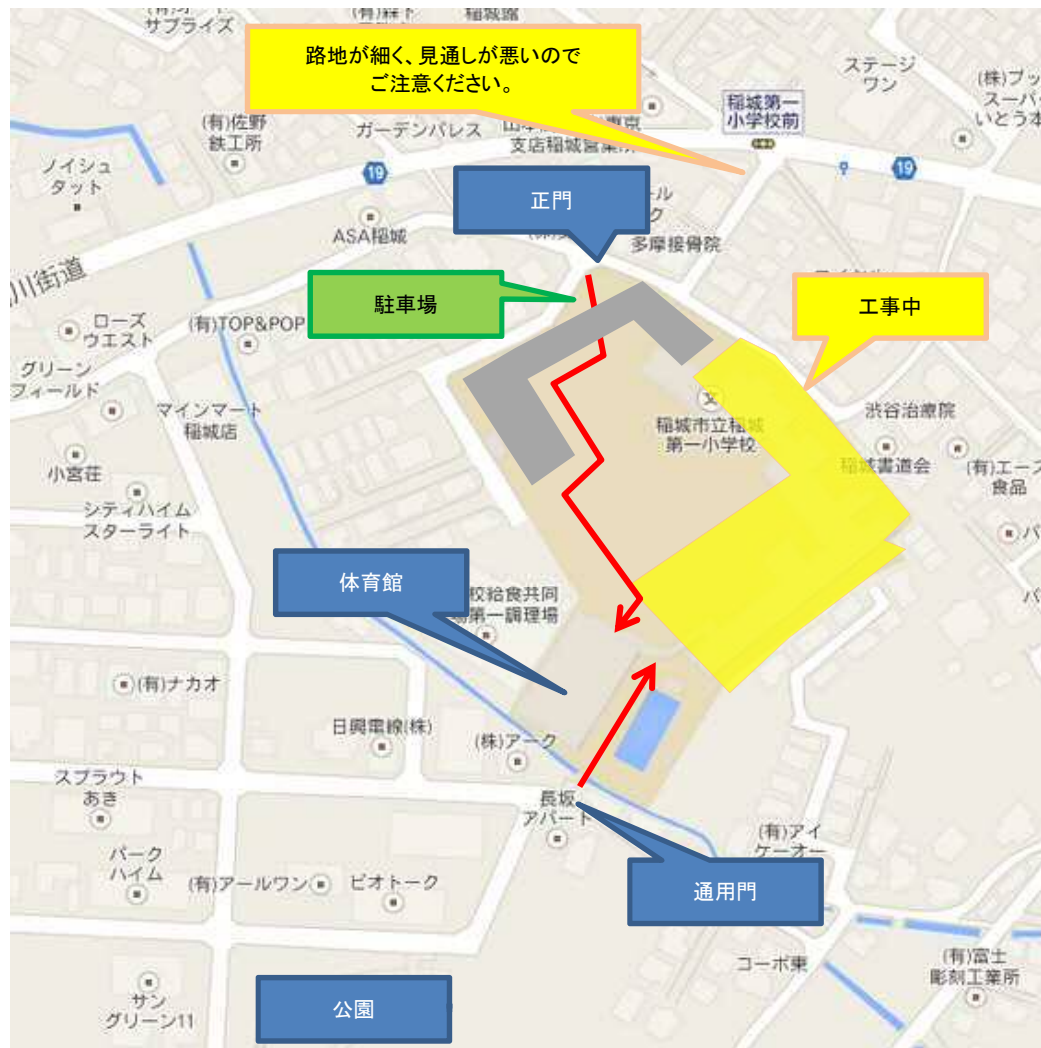 サプライズ
稲城館
路地が細く、見通しが悪いので
ご注意ください。
ステージ
ワン
稲城第一
小学校前
(有)佐野
鉄工所
ガーデンパレス
支店稲城営業所
ノイシュ
タット
19
19
正門
ASA稲城
多摩接骨院
川街道
駐車場
工事中
ローズ
ウエスト
(有)TOP&POP
グリーン
フィールド
マインマート
稲城店
稲城市立稲城
第一小学校
渋谷治療院
小宮荘
稲城書道会
(有)エース
食品
シティハイム
スターライト
体育館
校給食共同
場第一調理場
(有)ナカオ
日興電線(株)
(株)アーク
スプラウト
あき
長坂
アパート
(有)アイ
ケーオー
パーク
ハイム
(有)アールワン
ビオトーク
通用門
コーポ東
(有)富士
彫刻工業所
サン
グリーン11
公園